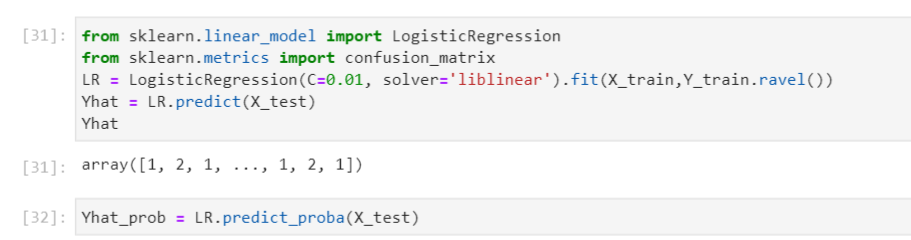 [31]: from sklearn.linear_model import LogisticRegression
from sklearn.metrics import confusion_matrix
LR = LogisticRegression(C=0.01, solver='liblinear').fit(X_train,Y_train.ravel())
Yhat = LR.predict(X_test)
Yhat
[31]: array([1, 2, 1, ..., 1, 2, 1])
[32]: Yhat_prob = LR.predict_proba(X_test)